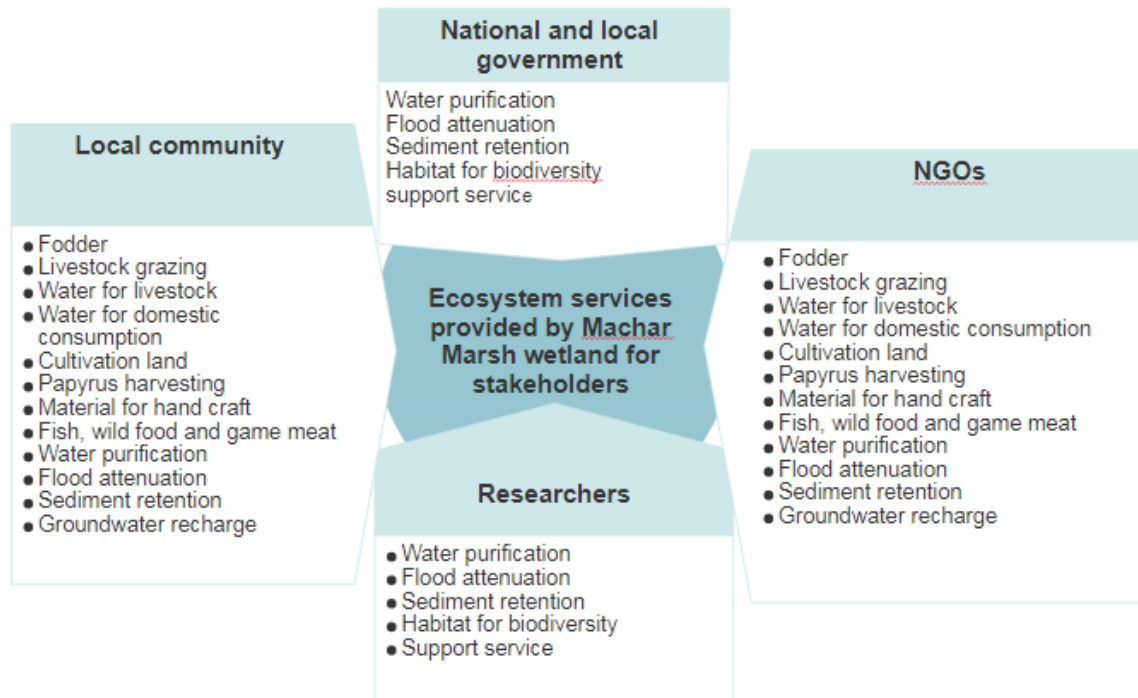 National and local
government
Water purification
Flood attenuation
Sediment retention
Habitat for biodiversity
support service
Local community
● Fodder
● Livestock grazing
● Water for livestock
● Water for domestic
consumption
● Cultivation land
● Papyrus harvesting
● Material for hand craft
● Fish, wild food and game meat
● Water purification
● Flood attenuation
● Sediment retention
● Groundwater recharge
Ecosystem services
provided by Machar
Marsh wetland for
stakeholders
NGOs
● Fodder
● Livestock grazing
● Water for livestock
● Water for domestic consumption
● Cultivation land
● Papyrus harvesting
● Material for hand craft
● Fish, wild food and game meat
● Water purification
● Flood attenuation
● Sediment retention
● Groundwater recharge
Researchers
● Water purification
● Flood attenuation
● Sediment retention
● Habitat for biodiversity
● Support service